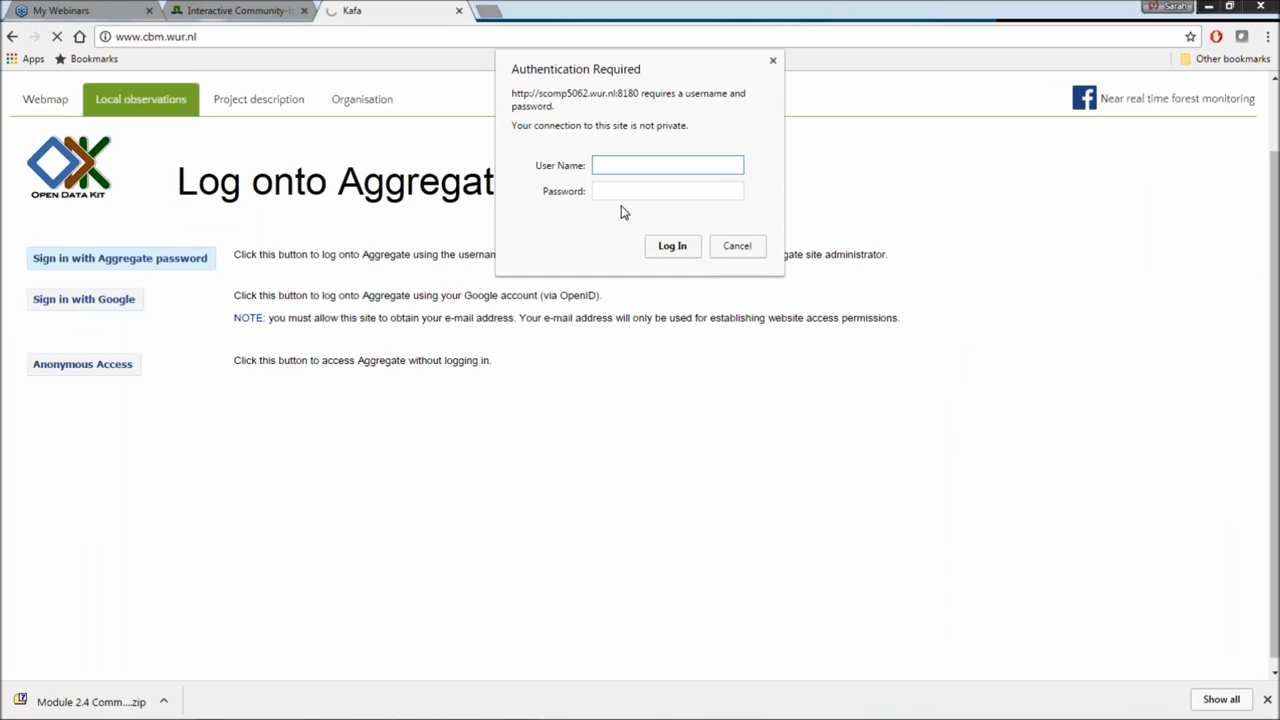 My Webinars
Interactive Community-b
Kafa
Sarah
www.cbm.wur.nl
Apps
Bookmarks
Other bookmarks
Webmap
Local observations
Project description
Organisation
Near real time forest monitoring
OPEN DATA KIT
Log onto Aggregat
Authentication Required
http://scomp5062.wur.nl:8180 requires a username and
password.
Your connection to this site is not private.
User Name:
Password:
Log In
Cancel
Sign in with Aggregate password
Click this button to log onto Aggregate using the usernan
gate site administrator.
Sign in with Google
Click this button to log onto Aggregate using your Google account (via OpenID).
NOTE: you must allow this site to obtain your e-mail address. Your e-mail address will only be used for establishing website access permissions.
Anonymous Access
Click this button to access Aggregate without logging in.
Module 2.4 Comm....zip
Show all